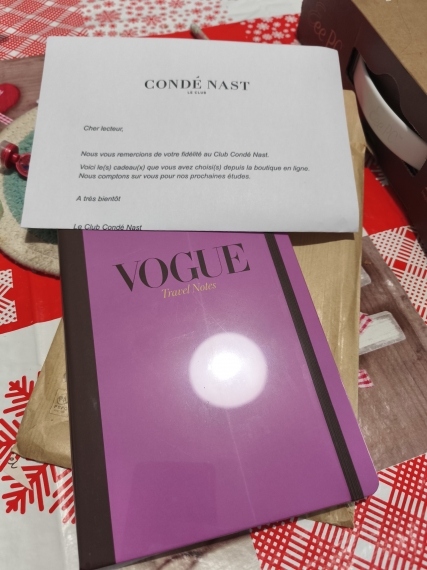 CONDÉ NAST
LE CLUB
Cher lecteur,
Nous vous remercions de votre fidélité au Club Condé Nast.
Voici le(s) cadeau(x) que vous avez choisi(s) depuis la boutique en ligne.
Nous comptons sur vous pour nos prochaines études.
A très bientôt
Le Club Condé Nast
VOGUE
Travel Notes